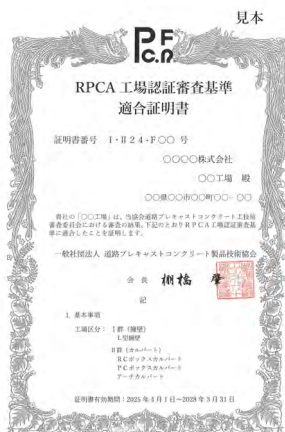 見本
RPCA 工場認証審査基準
適合証明書
証明書番号 I・II24-F○○ 号
○○○○株式会社
○○工場 殿
○○県○○市○○町○○-○○
貴社の「○○工場」は、当協会道路プレキャストコンクリート工技術
審査委員会における審査の結果、下記のとおりRPCA工場認証審査基
準に適合したことを証明します。
一般社団法人 道路プレキャストコンクリート製品技術協会
会長 棚橋
記
1. 基本事項
工場区分: I群(擁壁)
L型擁壁
II群(カルバート)
RCボックスカルバート
PCボックスカルバート
アーチカルバート
証明書有効期間:2025年4月1日~2028年3月31日